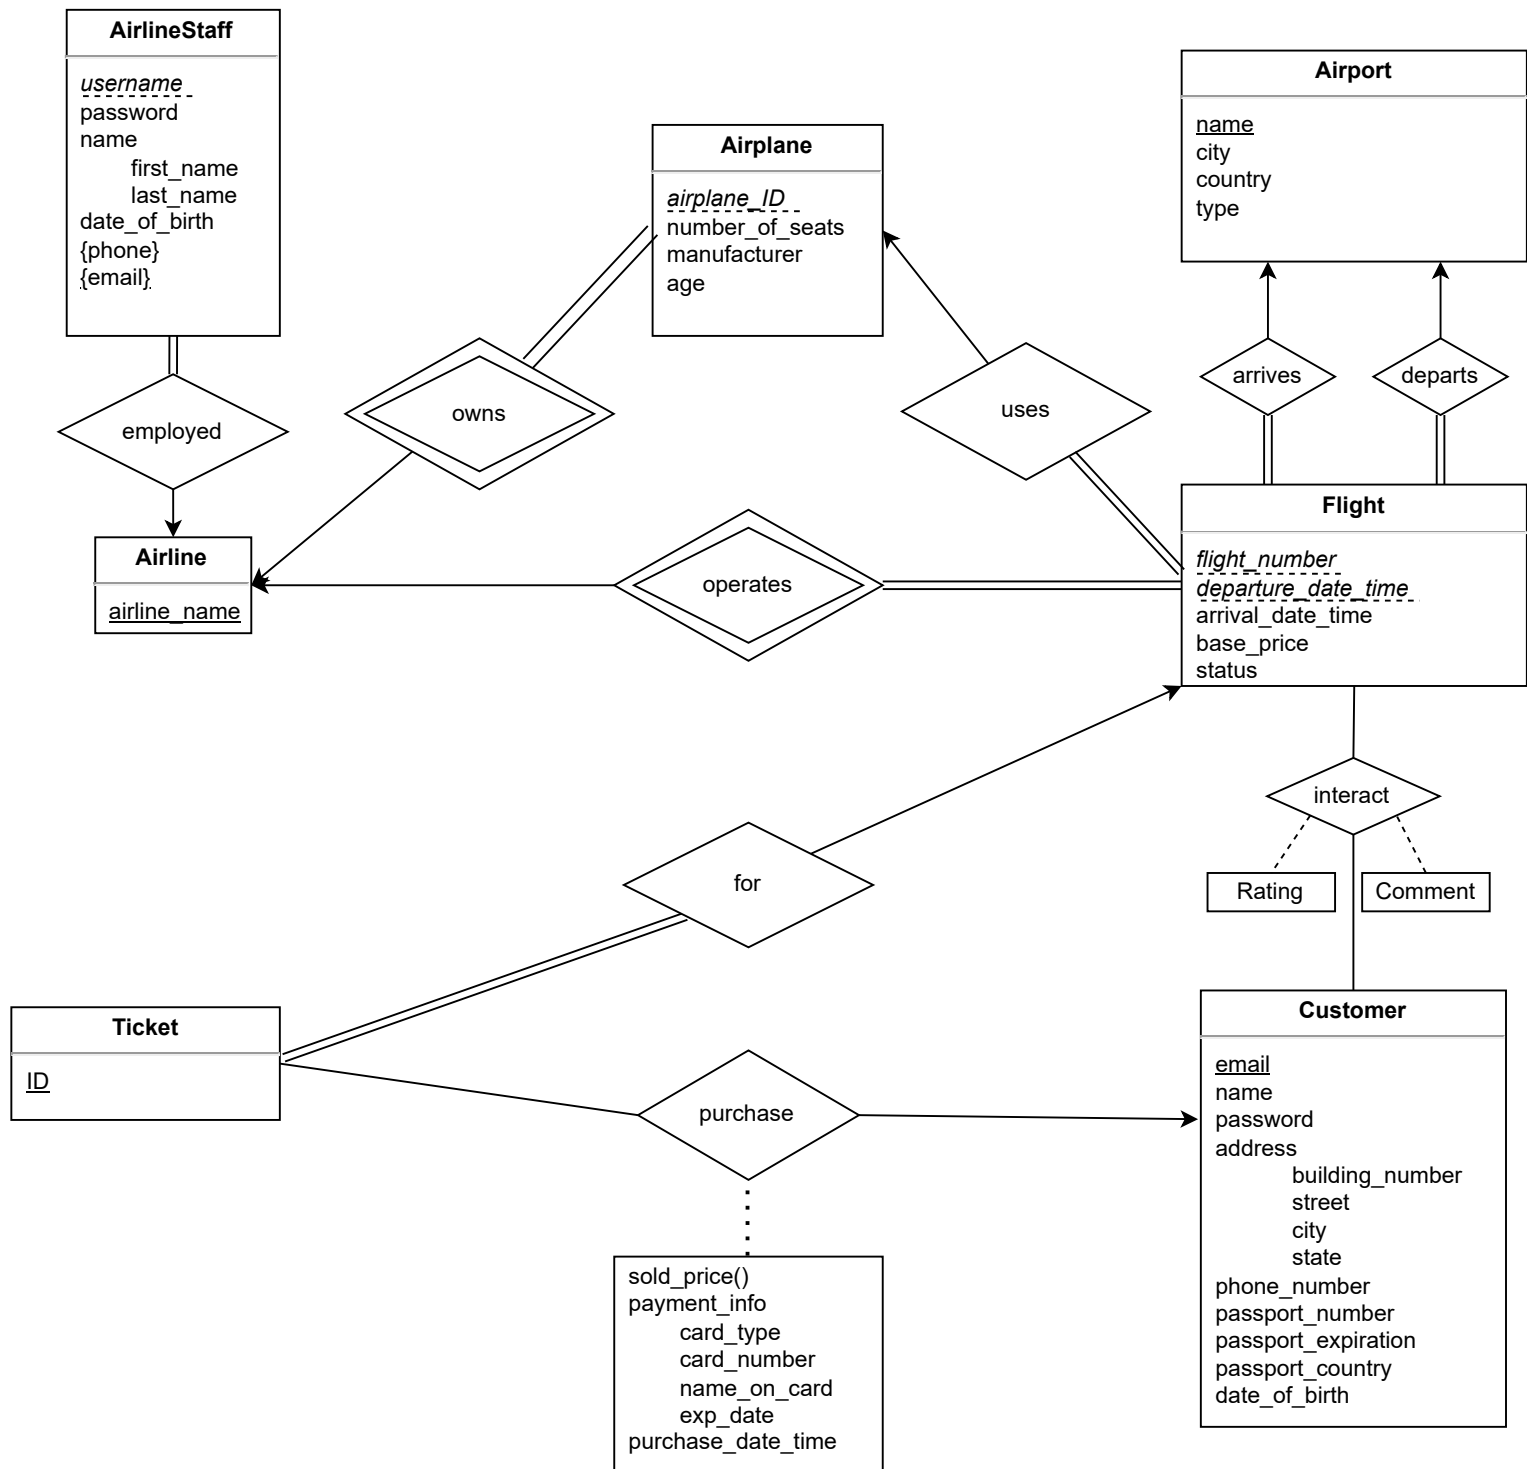 AirlineStaff
username
password
name
first_name
last_name
date_of_birth
{phone}
{email}
Airplane
airplane_ID
number_of_seats
manufacturer
age
Airport
name
city
country
type
employed
owns
uses
arrives
departs
Airline
airline_name
operates
Flight
flight_number
departure_date_time
arrival_date_time
base_price
status
interact
Rating
Comment
for
Ticket
ID
purchase
sold_price()
payment_info
card_type
card_number
name_on_card
exp_date
purchase_date_time
Customer
email
name
password
address
building_number
street
city
state
phone_number
passport_number
passport_expiration
passport_country
date_of_birth